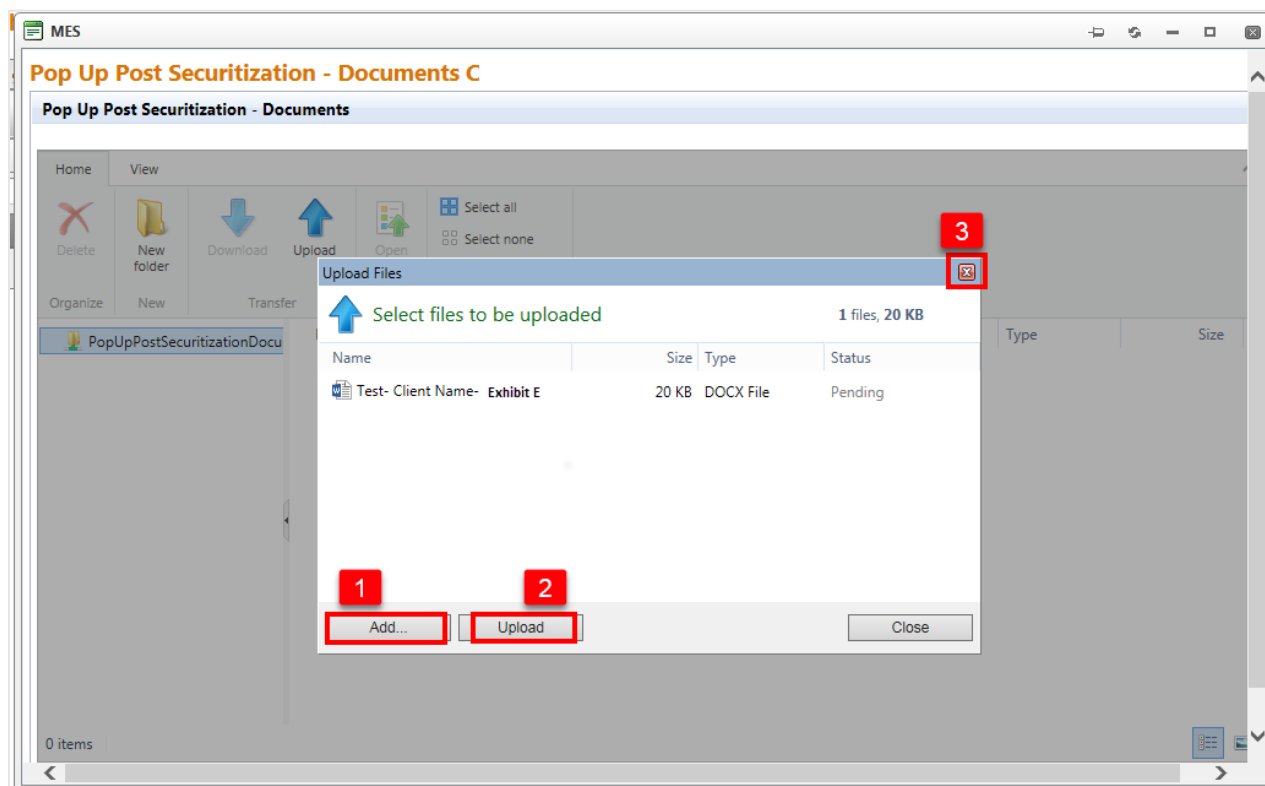 MES
Pop Up Post Securitization - Documents C
Pop Up Post Securitization - Documents
Home View
Delete New folder Download Upload Open Select all
Select none
Organize New Transfer
3
Upload Files
Select files to be uploaded 1 files, 20 KB
PopUpPostSecuritizationDocu Type Size
Name Size Type Status
Test- Client Name- Exhibit E 20 KB DOCX File Pending
1 2
Add... Upload Close
0 items